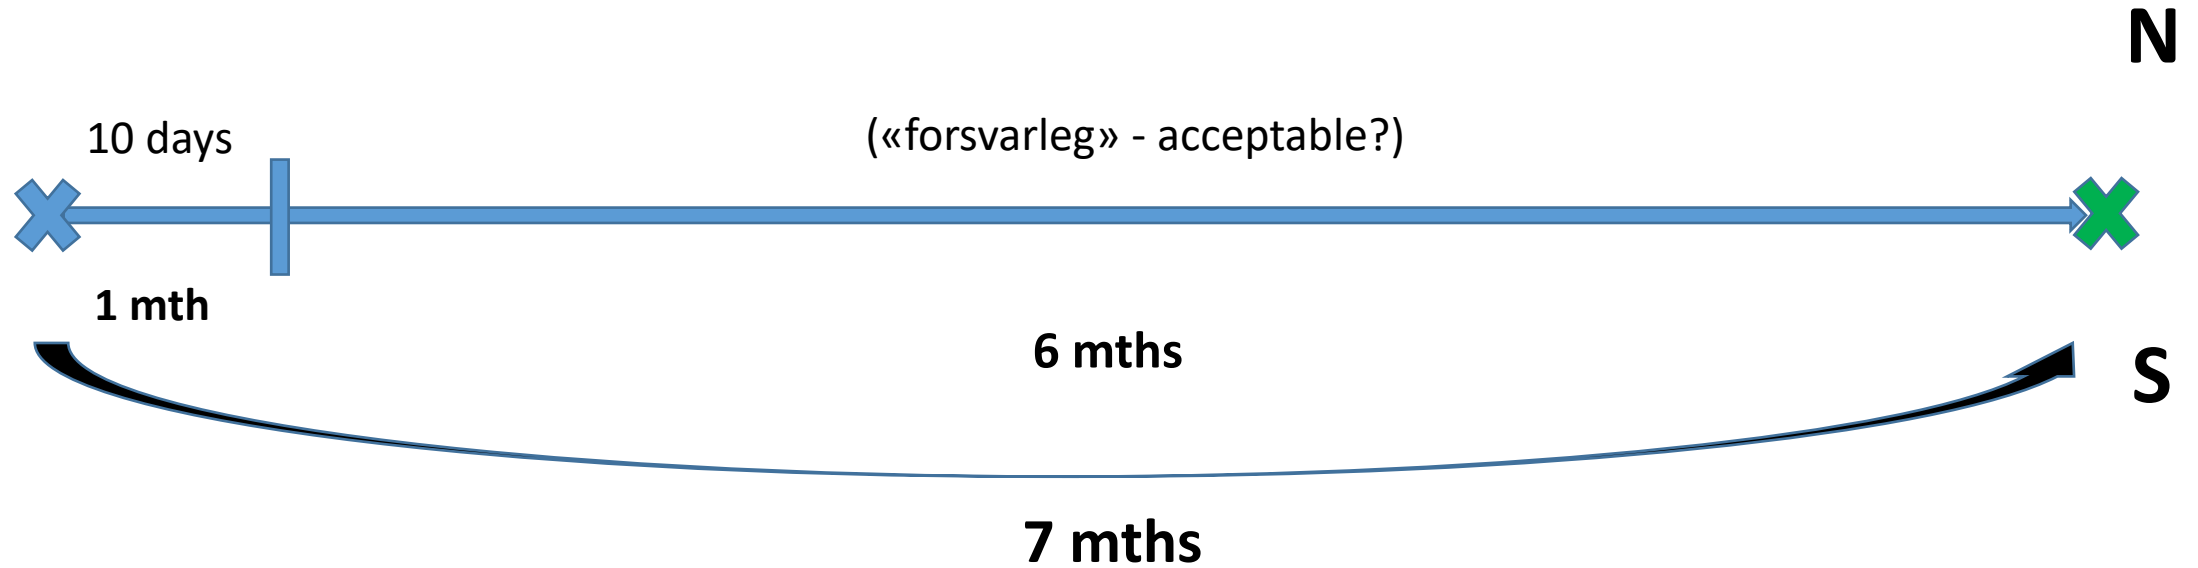 N
10 days
(«forsvarleg» - acceptable?)
1 mth
6 mths
S
7 mths